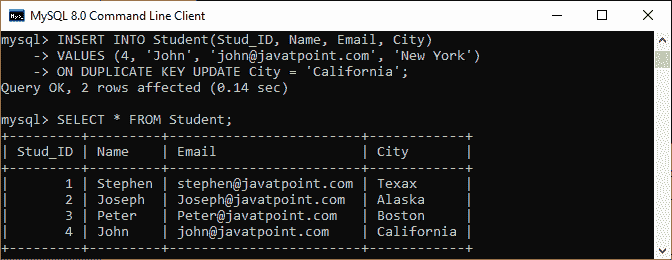 MySQL 8.0 Command Line Client
mysql> INSERT INTO Student(Stud_ID, Name, Email, City)
    -> VALUES (4, 'John', 'john@javatpoint.com', 'New York')
    -> ON DUPLICATE KEY UPDATE City = 'California';
Query OK, 2 rows affected (0.14 sec)

mysql> SELECT * FROM Student;
+---------+---------+------------------------+------------+
| Stud_ID | Name    | Email                  | City       |
+---------+---------+------------------------+------------+
|       1 | Stephen | stephen@javatpoint.com | Texax      |
|       2 | Joseph  | Joseph@javatpoint.com  | Alaska     |
|       3 | Peter   | Peter@javatpoint.com   | Boston     |
|       4 | John    | john@javatpoint.com    | California |
+---------+---------+------------------------+------------+